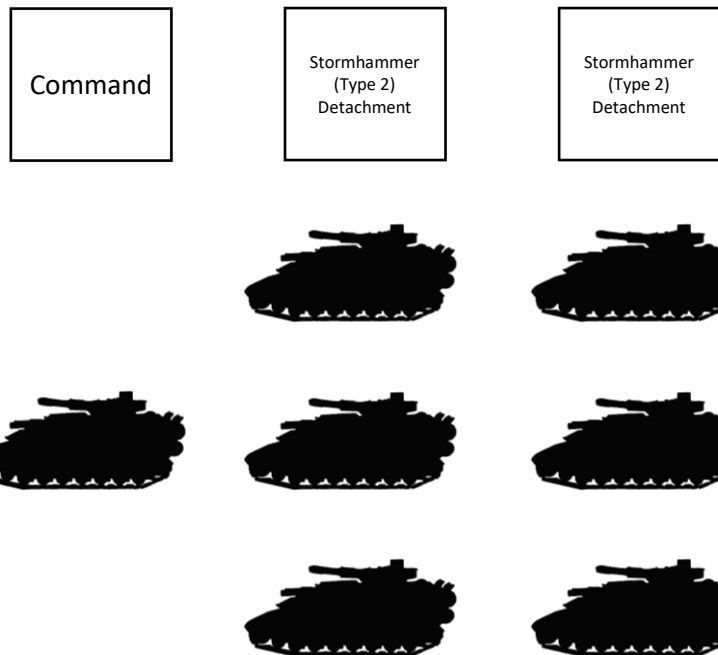 Command
Stormhammer
(Type 2)
Detachment
Stormhammer
(Type 2)
Detachment